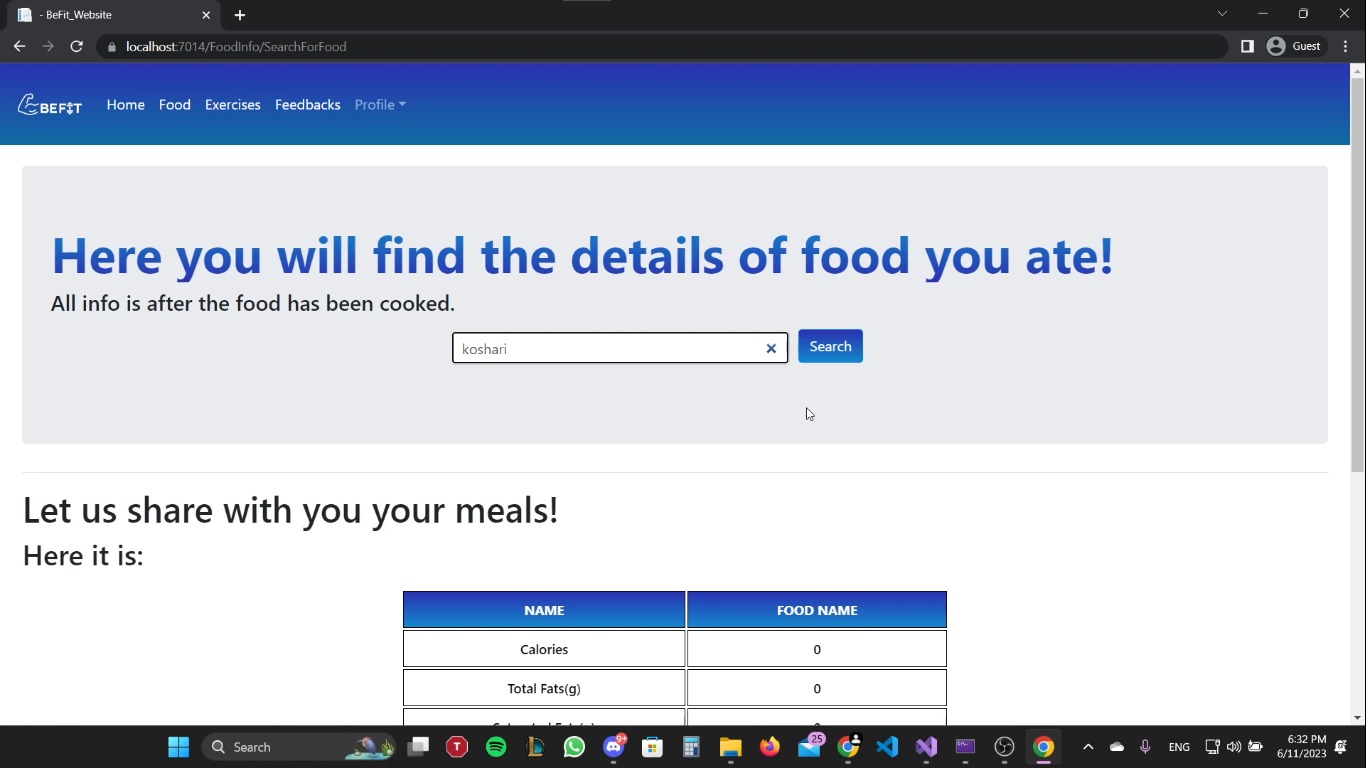 - BeFit_Website
localhost:7014/FoodInfo/SearchForFood
Guest
BEFIT
Home Food Exercises Feedbacks Profile
Here you will find the details of food you ate!
All info is after the food has been cooked.
koshari
Search
Let us share with you your meals!
Here it is:
NAME FOOD NAME
Calories 0
Total Fats(g) 0
Search
T
9+
25
ENG
6:32 PM
6/11/2023